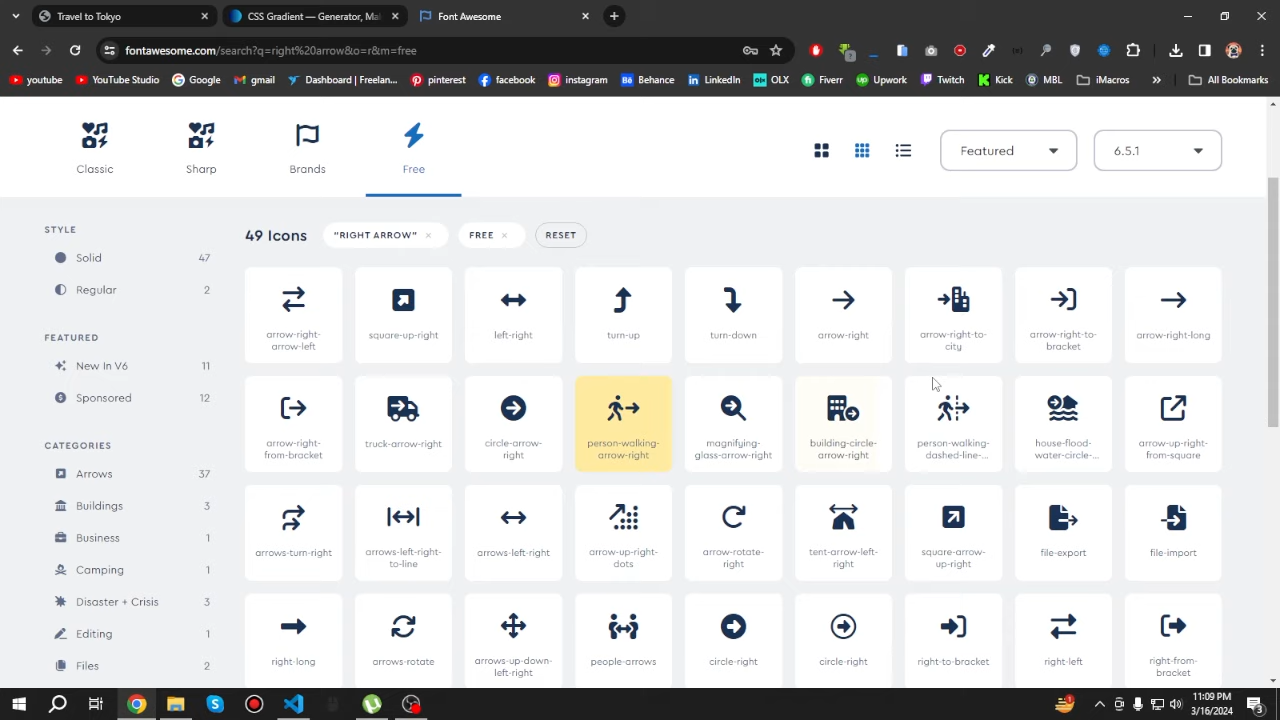 Travel to Tokyo
CSS Gradient — Generator, Ma
Font Awesome
fontawesome.com/search?q=right%20arrow&o=r&m=free
youtube
YouTube Studio
Google
gmail
Dashboard | Freelan...
pinterest
facebook
instagram
Behance
LinkedIn
OLX
Fiverr
Upwork
Twitch
Kick
MBL
iMacros
»
All Bookmarks
Classic
Sharp
Brands
Free
Featured
6.5.1
STYLE
Solid 47
Regular 2
FEATURED
New In V6 11
Sponsored 12
CATEGORIES
Arrows 37
Buildings 3
Business 1
Camping 1
Disaster + Crisis 3
Editing 1
Files 2
49 Icons
"RIGHT ARROW" ×
FREE ×
RESET
arrow-right-
arrow-left
square-up-right
left-right
turn-up
turn-down
arrow-right
arrow-right-to-
city
arrow-right-to-
bracket
arrow-right-long
arrow-right-
from-bracket
truck-arrow-right
circle-arrow-
right
person-walking-
arrow-right
magnifying-
glass-arrow-right
building-circle-
arrow-right
person-walking-
dashed-line-...
house-flood-
water-circle-...
arrow-up-right-
from-square
arrows-turn-right
arrows-left-right-
to-line
arrows-left-right
arrow-up-right-
dots
arrow-rotate-
right
tent-arrow-left-
right
square-arrow-
up-right
file-export
file-import
right-long
arrows-rotate
arrows-up-down-
left-right
people-arrows
circle-right
circle-right
right-to-bracket
right-left
right-from-
bracket
11:09 PM
3/16/2024